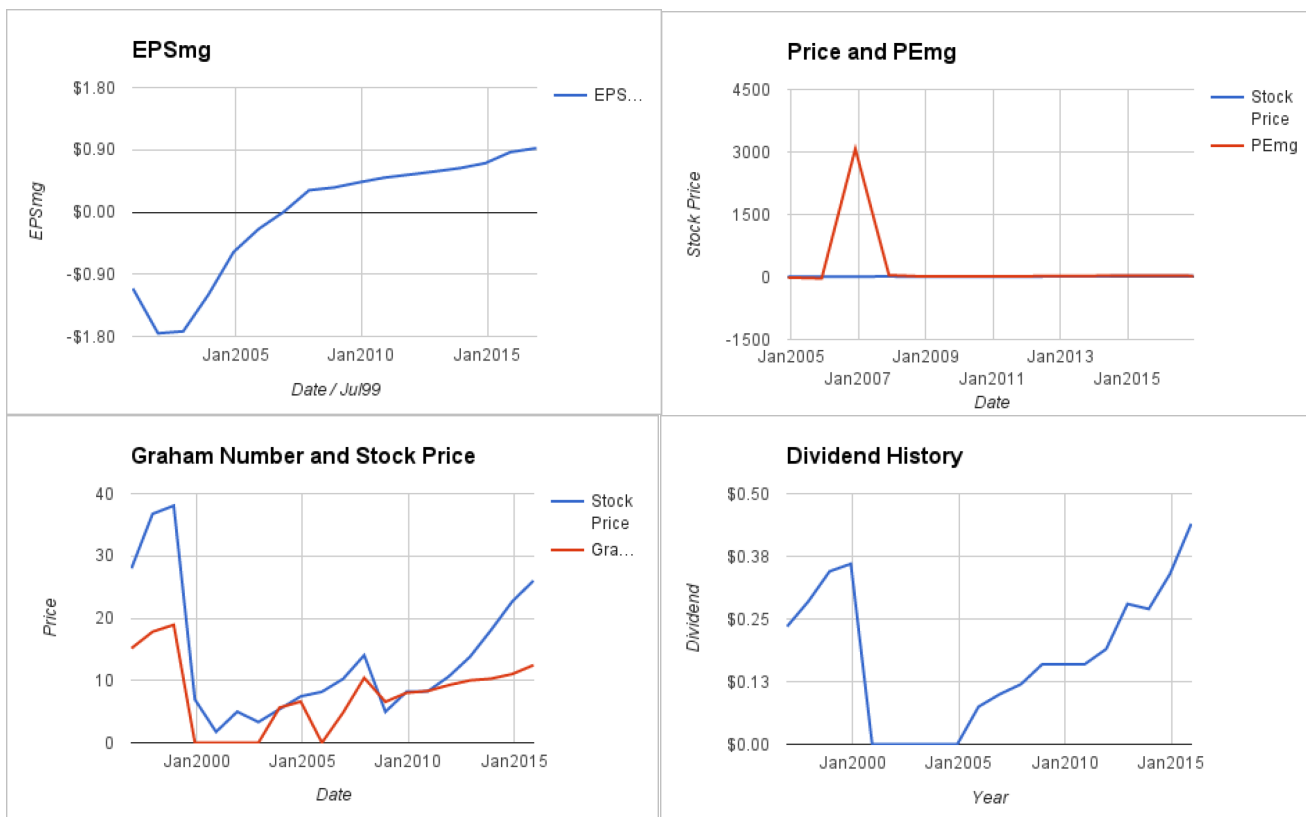 EPSmg
$1.80
$0.90
$0.00
-$0.90
-$1.80
EPSmg
Jan2005
Jan2010
Jan2015
Date / Jul99
EPS…
Price and PEmg
4500
3000
1500
0
-1500
Stock Price
Jan2005
Jan2009
Jan2013
Jan2007
Jan2011
Jan2015
Date
Stock
Price
PEmg
Graham Number and Stock Price
40
30
20
10
0
Price
Jan2000
Jan2005
Jan2010
Jan2015
Date
Stock
Price
Gra…
Dividend History
$0.50
$0.38
$0.25
$0.13
$0.00
Dividend
Jan2000
Jan2005
Jan2010
Jan2015
Year